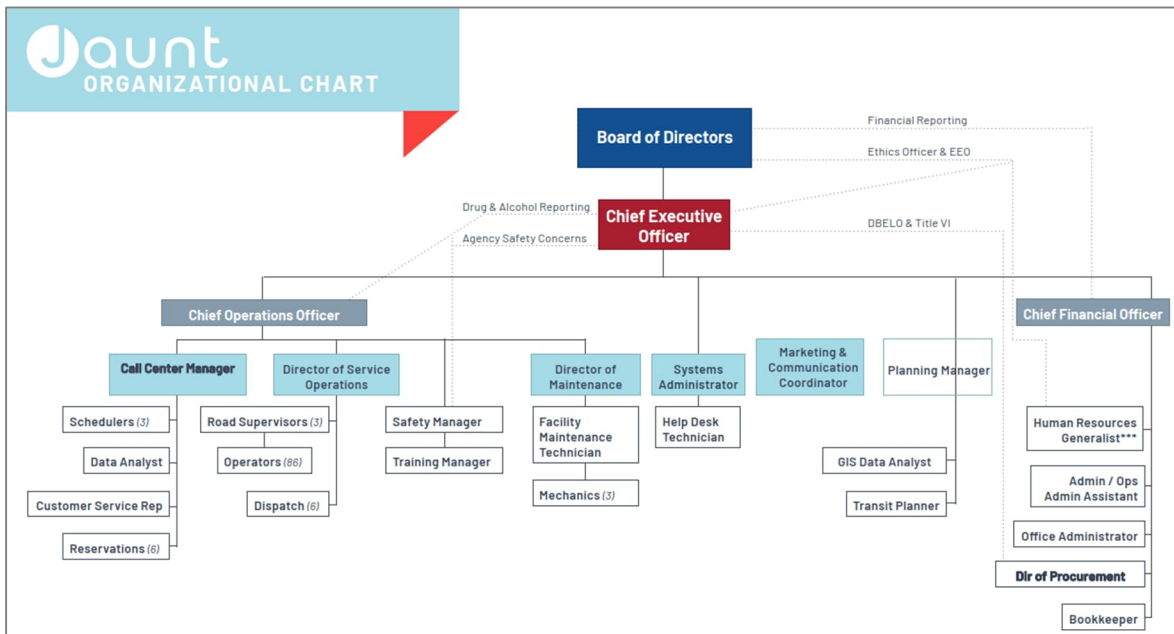 Jaunt
ORGANIZATIONAL CHART
Board of Directors
Financial Reporting
Ethics Officer & EEO
Drug & Alcohol Reporting
Chief Executive
Officer
DBELO & Title VI
Agency Safety Concerns
Chief Operations Officer
Chief Financial Officer
Call Center Manager
Director of Service
Operations
Director of
Maintenance
Systems
Administrator
Marketing &
Communication
Coordinator
Planning Manager
Schedulers (3)
Data Analyst
Customer Service Rep
Reservations (6)
Road Supervisors (3)
Operators (86)
Dispatch (6)
Safety Manager
Training Manager
Facility
Maintenance
Technician
Mechanics (3)
Help Desk
Technician
GIS Data Analyst
Transit Planner
Human Resources
Generalist***
Admin / Ops
Admin Assistant
Office Administrator
Dir of Procurement
Bookkeeper